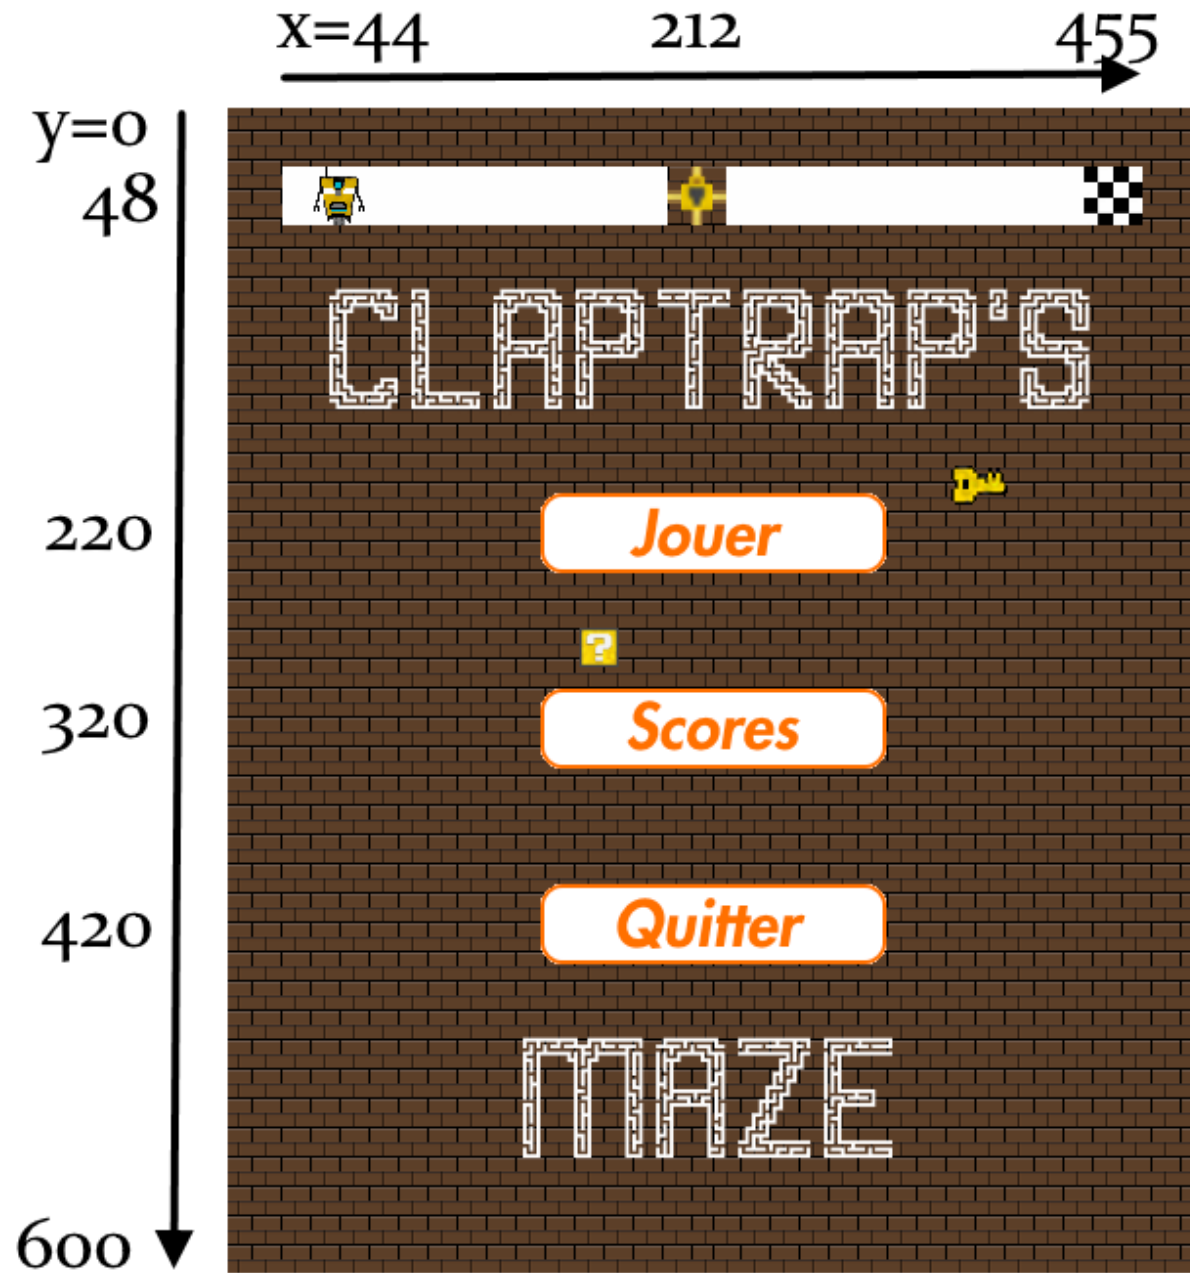 x=44 212 455
y=0
48
CLAPTRAP'S
220 Jouer
?
320 Scores
420 Quitter
MAZE
600